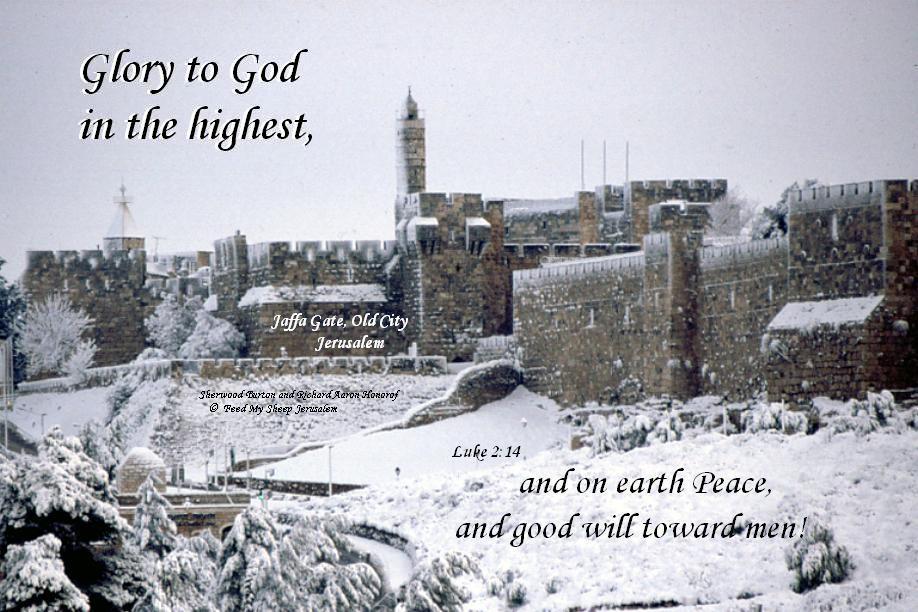 Glory to God
in the highest,
Jaffa Gate, Old City
Jerusalem
Sherwood Burton and Richard Aaron Honorof
© Feed My Sheep Jerusalem
Luke 2:14
and on earth Peace,
and good will toward men!